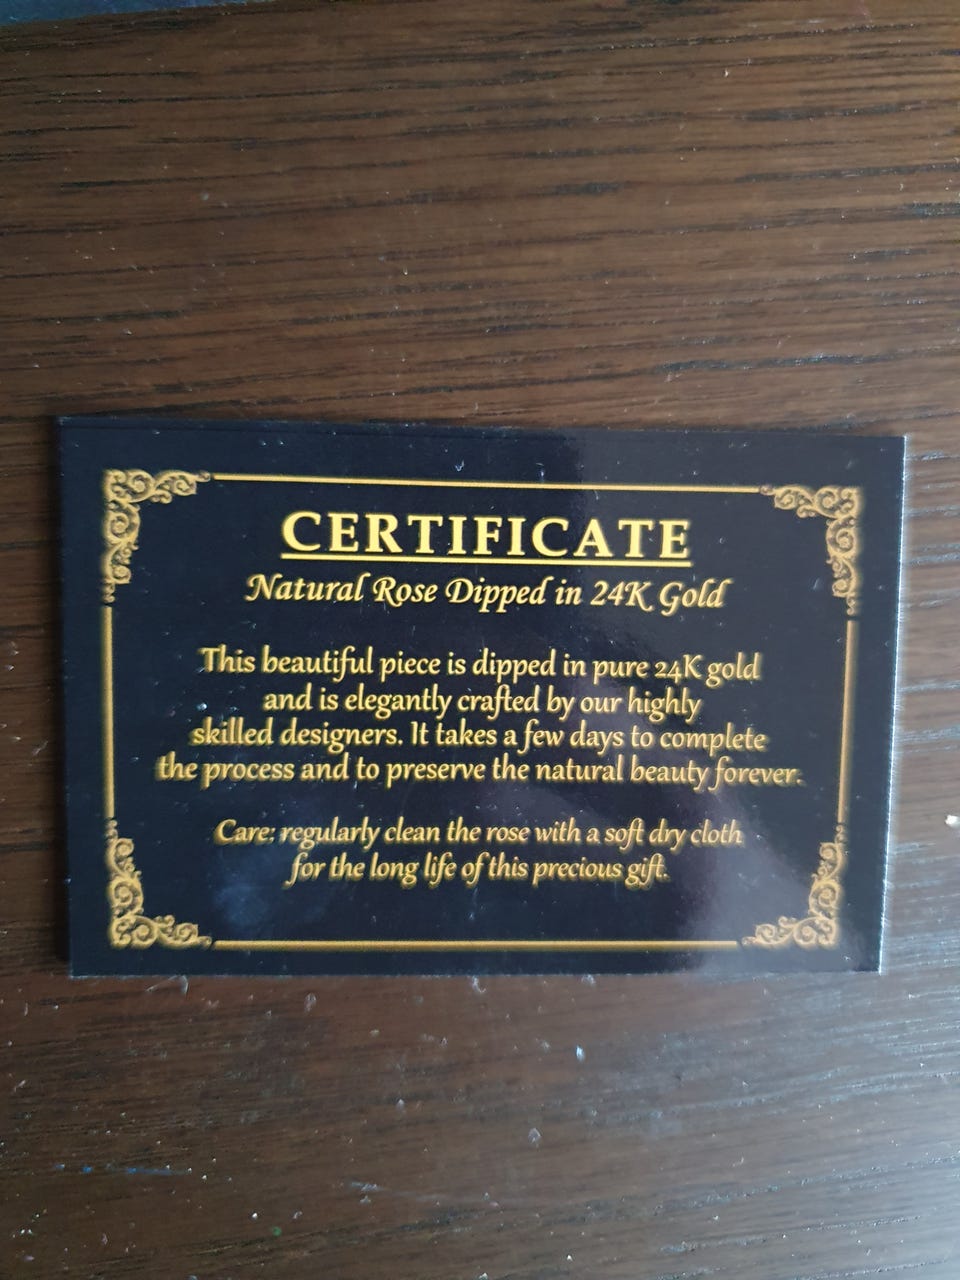 CERTIFICATE
Natural Rose Dipped in 24K Gold
This beautiful piece is dipped in pure 24K gold
and is elegantly crafted by our highly
skilled designers. It takes a few days to complete
the process and to preserve the natural beauty forever.
Care: regularly clean the rose with a soft dry cloth
for the long life of this precious gift.